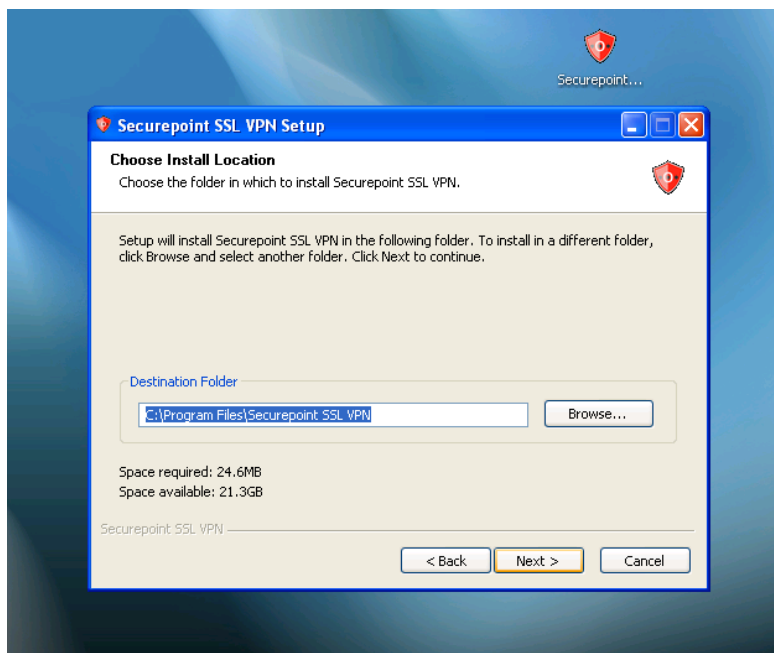 Securepoint...
Securepoint SSL VPN Setup
Choose Install Location
Choose the folder in which to install Securepoint SSL VPN.
Setup will install Securepoint SSL VPN in the following folder. To install in a different folder,
click Browse and select another folder. Click Next to continue.
Destination Folder
C:\Program Files\Securepoint SSL VPN
Browse...
Space required: 24.6MB
Space available: 21.3GB
Securepoint SSL VPN
< Back
Next >
Cancel